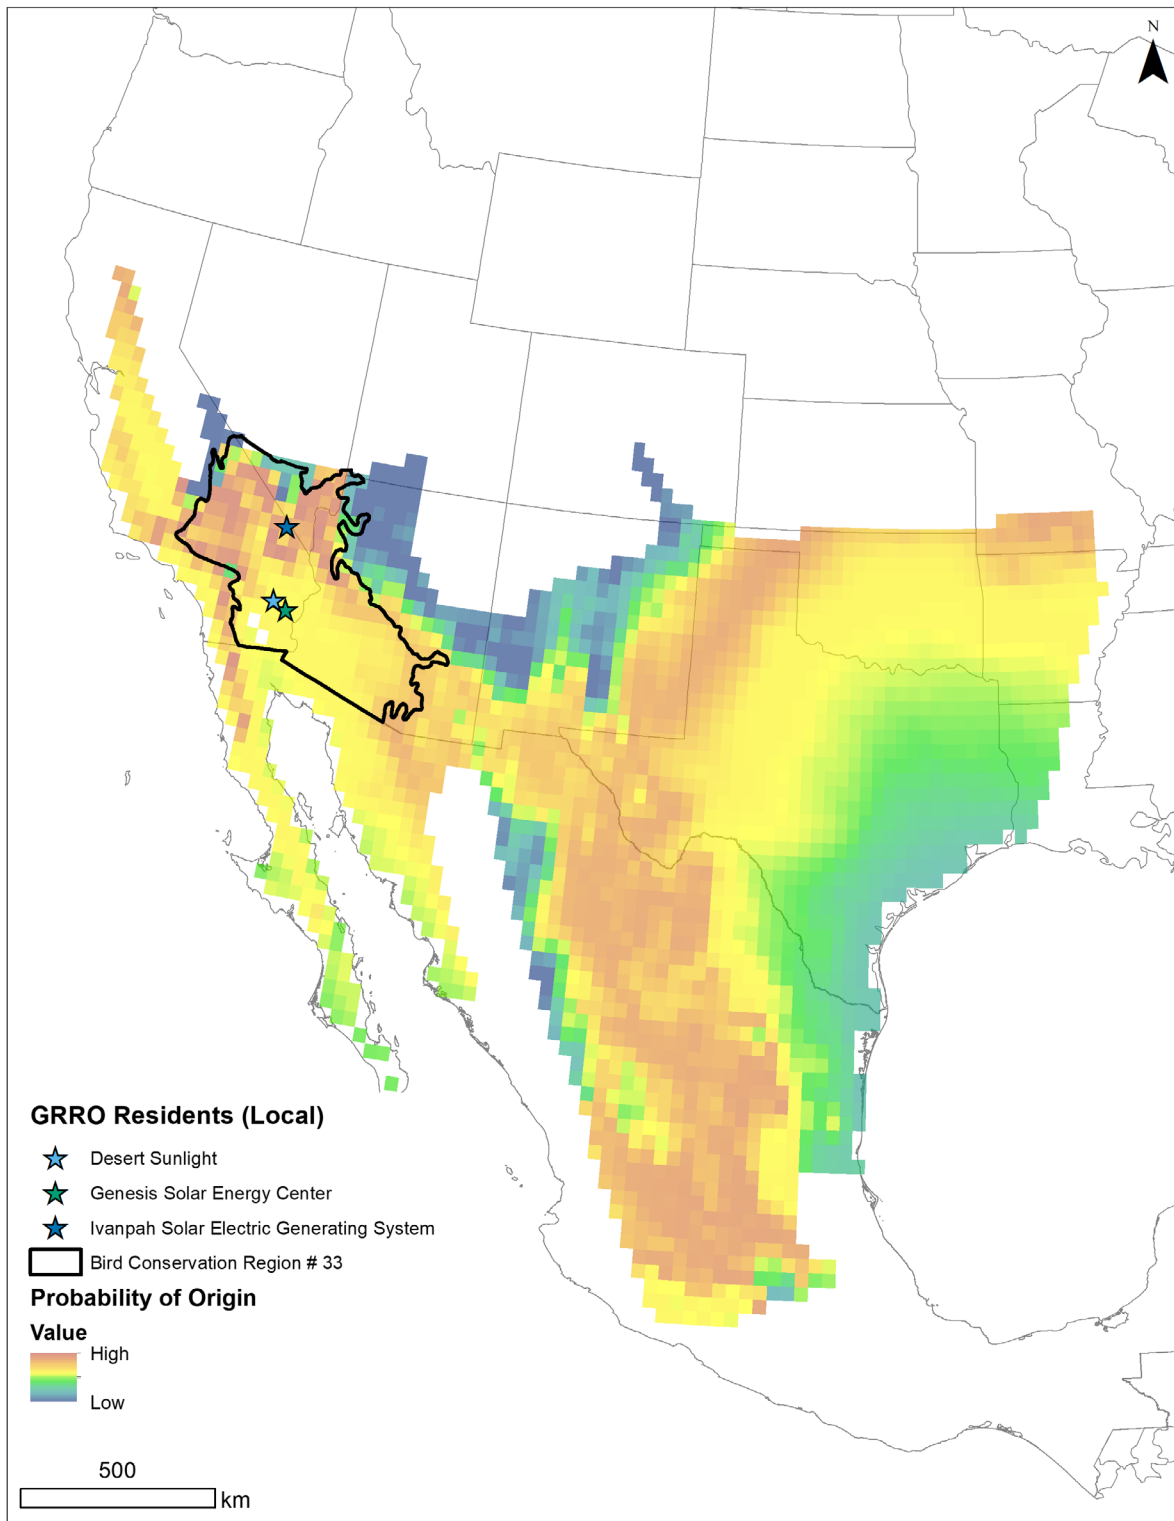 N
GRRO Residents (Local)
Desert Sunlight
Genesis Solar Energy Center
Ivanpah Solar Electric Generating System
Bird Conservation Region # 33
Probability of Origin
Value
High
Low
500
km